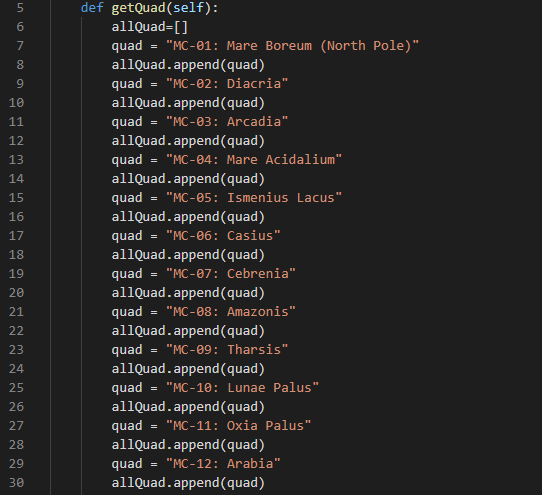 5 def getQuad(self):
6 allQuad=[]
7 quad = "MC-01: Mare Boreum (North Pole)"
8 allQuad.append(quad)
9 quad = "MC-02: Diacria"
10 allQuad.append(quad)
11 quad = "MC-03: Arcadia"
12 allQuad.append(quad)
13 quad = "MC-04: Mare Acidalium"
14 allQuad.append(quad)
15 quad = "MC-05: Ismenius Lacus"
16 allQuad.append(quad)
17 quad = "MC-06: Casius"
18 allQuad.append(quad)
19 quad = "MC-07: Cebrenia"
20 allQuad.append(quad)
21 quad = "MC-08: Amazonis"
22 allQuad.append(quad)
23 quad = "MC-09: Tharsis"
24 allQuad.append(quad)
25 quad = "MC-10: Lunae Palus"
26 allQuad.append(quad)
27 quad = "MC-11: Oxia Palus"
28 allQuad.append(quad)
29 quad = "MC-12: Arabia"
30 allQuad.append(quad)